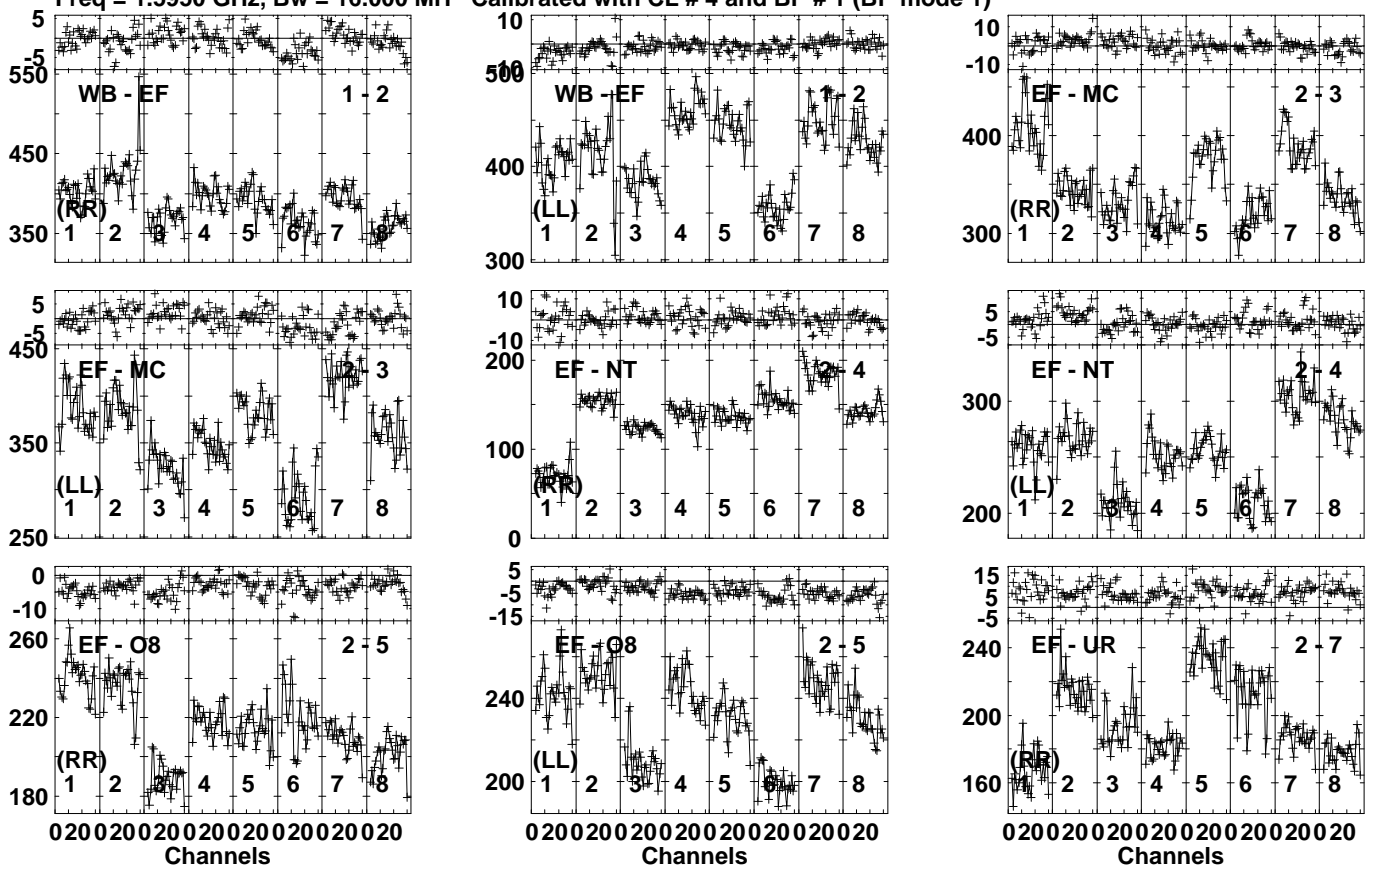 Freq = 1.5950 GHz, Bw = 16.000 MH Calibrated with CL # 4 and BP # 1 (BP mode 1)
5
-5
550
450
350
WB - EF 1 - 2
(RR)
1 2 3 4 5 6 7 8
10
-10
500
400
300
WB - EF 1 - 2
(LL)
1 2 3 4 5 6 7 8
10
-10
400
300
EF - MC 2 - 3
(RR)
1 2 3 4 5 6 7 8
5
-5
450
350
250
EF - MC 2 - 3
(LL)
1 2 3 4 5 6 7 8
10
-10
200
100
0
EF - NT 2 - 4
(RR)
1 2 3 4 5 6 7 8
5
-5
300
200
EF - NT 2 - 4
(LL)
1 2 3 4 5 6 7 8
0
-10
260
220
180
EF - O8 2 - 5
(RR)
1 2 3 4 5 6 7 8
0 20 0 20 0 20 0 20 0 20 0 20 0 20 0 20
Channels
5
-5
-15
240
200
EF - O8 2 - 5
(LL)
1 2 3 4 5 6 7 8
0 20 0 20 0 20 0 20 0 20 0 20 0 20 0 20
Channels
15
5
-5
240
200
160
EF - UR 2 - 7
(RR)
1 2 3 4 5 6 7 8
0 20 0 20 0 20 0 20 0 20 0 20 0 20 0 20
Channels